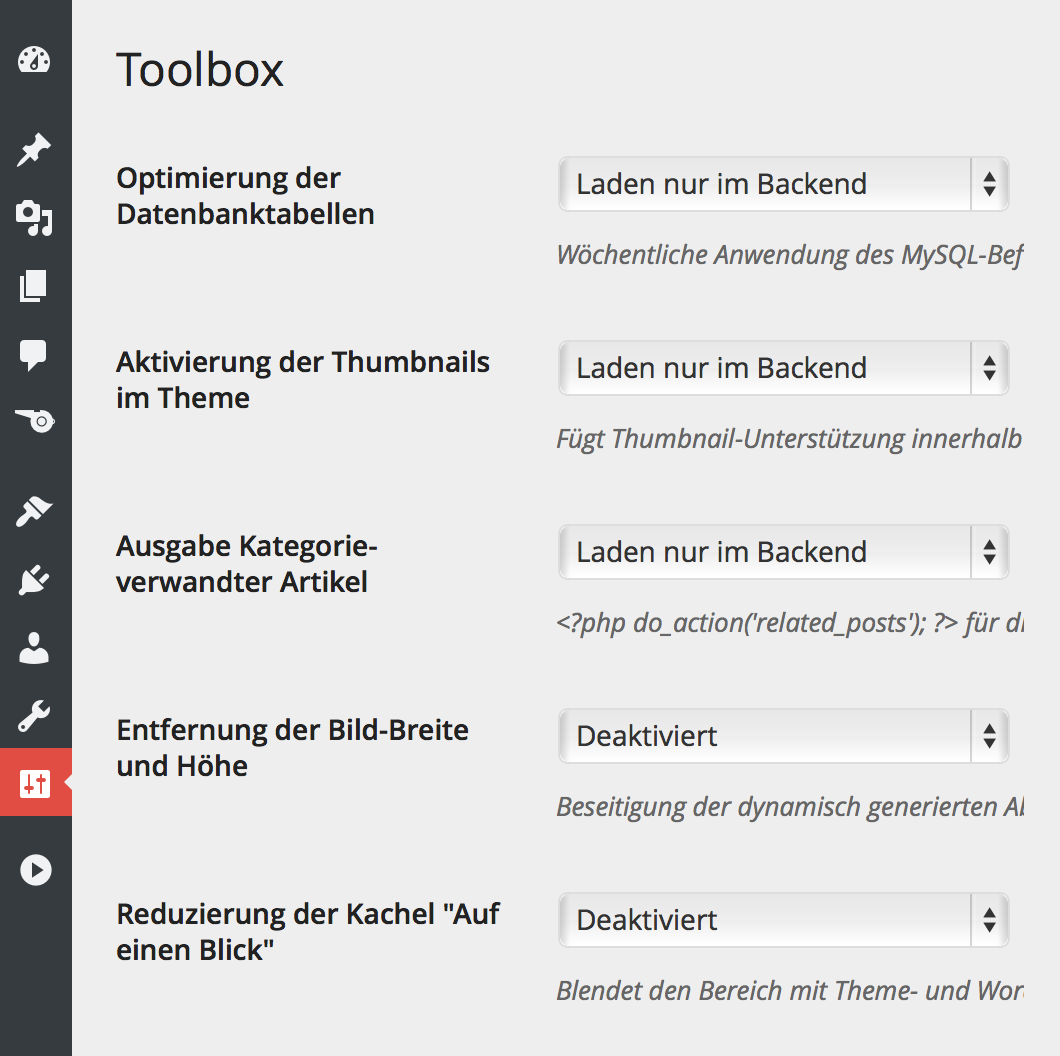 Toolbox
Optimierung der
Datenbanktabellen
Laden nur im Backend
Wöchentliche Anwendung des MySQL-Bef
Aktivierung der Thumbnails
im Theme
Laden nur im Backend
Fügt Thumbnail-Unterstützung innerhalb
Ausgabe Kategorie-
verwandter Artikel
Laden nur im Backend
<?php do_action('related_posts'); ?> für
Entfernung der Bild-Breite
und Höhe
Deaktiviert
Beseitigung der dynamisch generierten
Reduzierung der Kachel "Auf
einen Blick"
Deaktiviert
Blendet den Bereich mit Theme- und